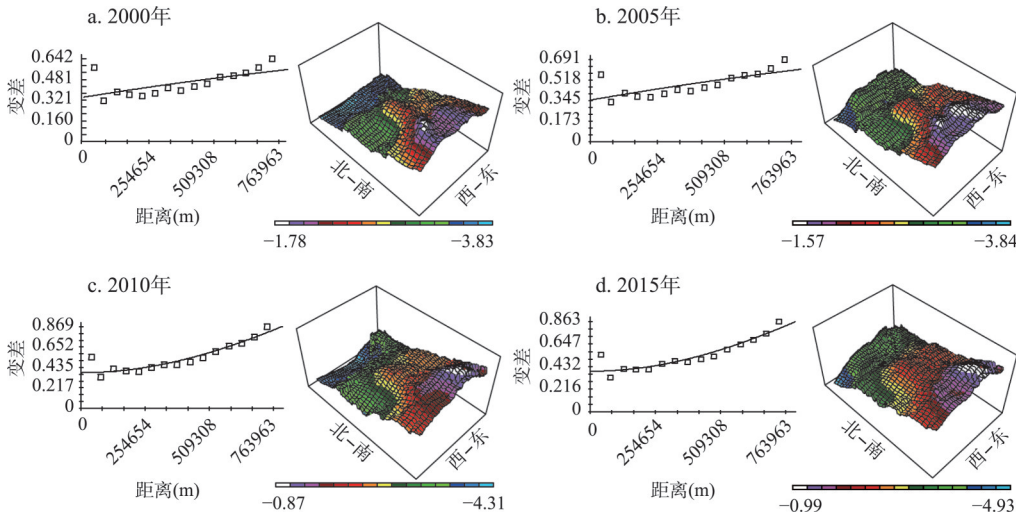 a. 2000年
变差
0.642
0.481
0.321
0.160
0
0
254654
509308
763963
距离(m)
北-南
西-东
−1.78
−3.83
b. 2005年
变差
0.691
0.518
0.345
0.173
0
0
254654
509308
763963
距离(m)
北-南
西-东
−1.57
−3.84
c. 2010年
变差
0.869
0.652
0.435
0.217
0
0
254654
509308
763963
距离(m)
北-南
西-东
−0.87
−4.31
d. 2015年
变差
0.863
0.647
0.432
0.216
0
0
254654
509308
763963
距离(m)
北-南
西-东
−0.99
−4.93